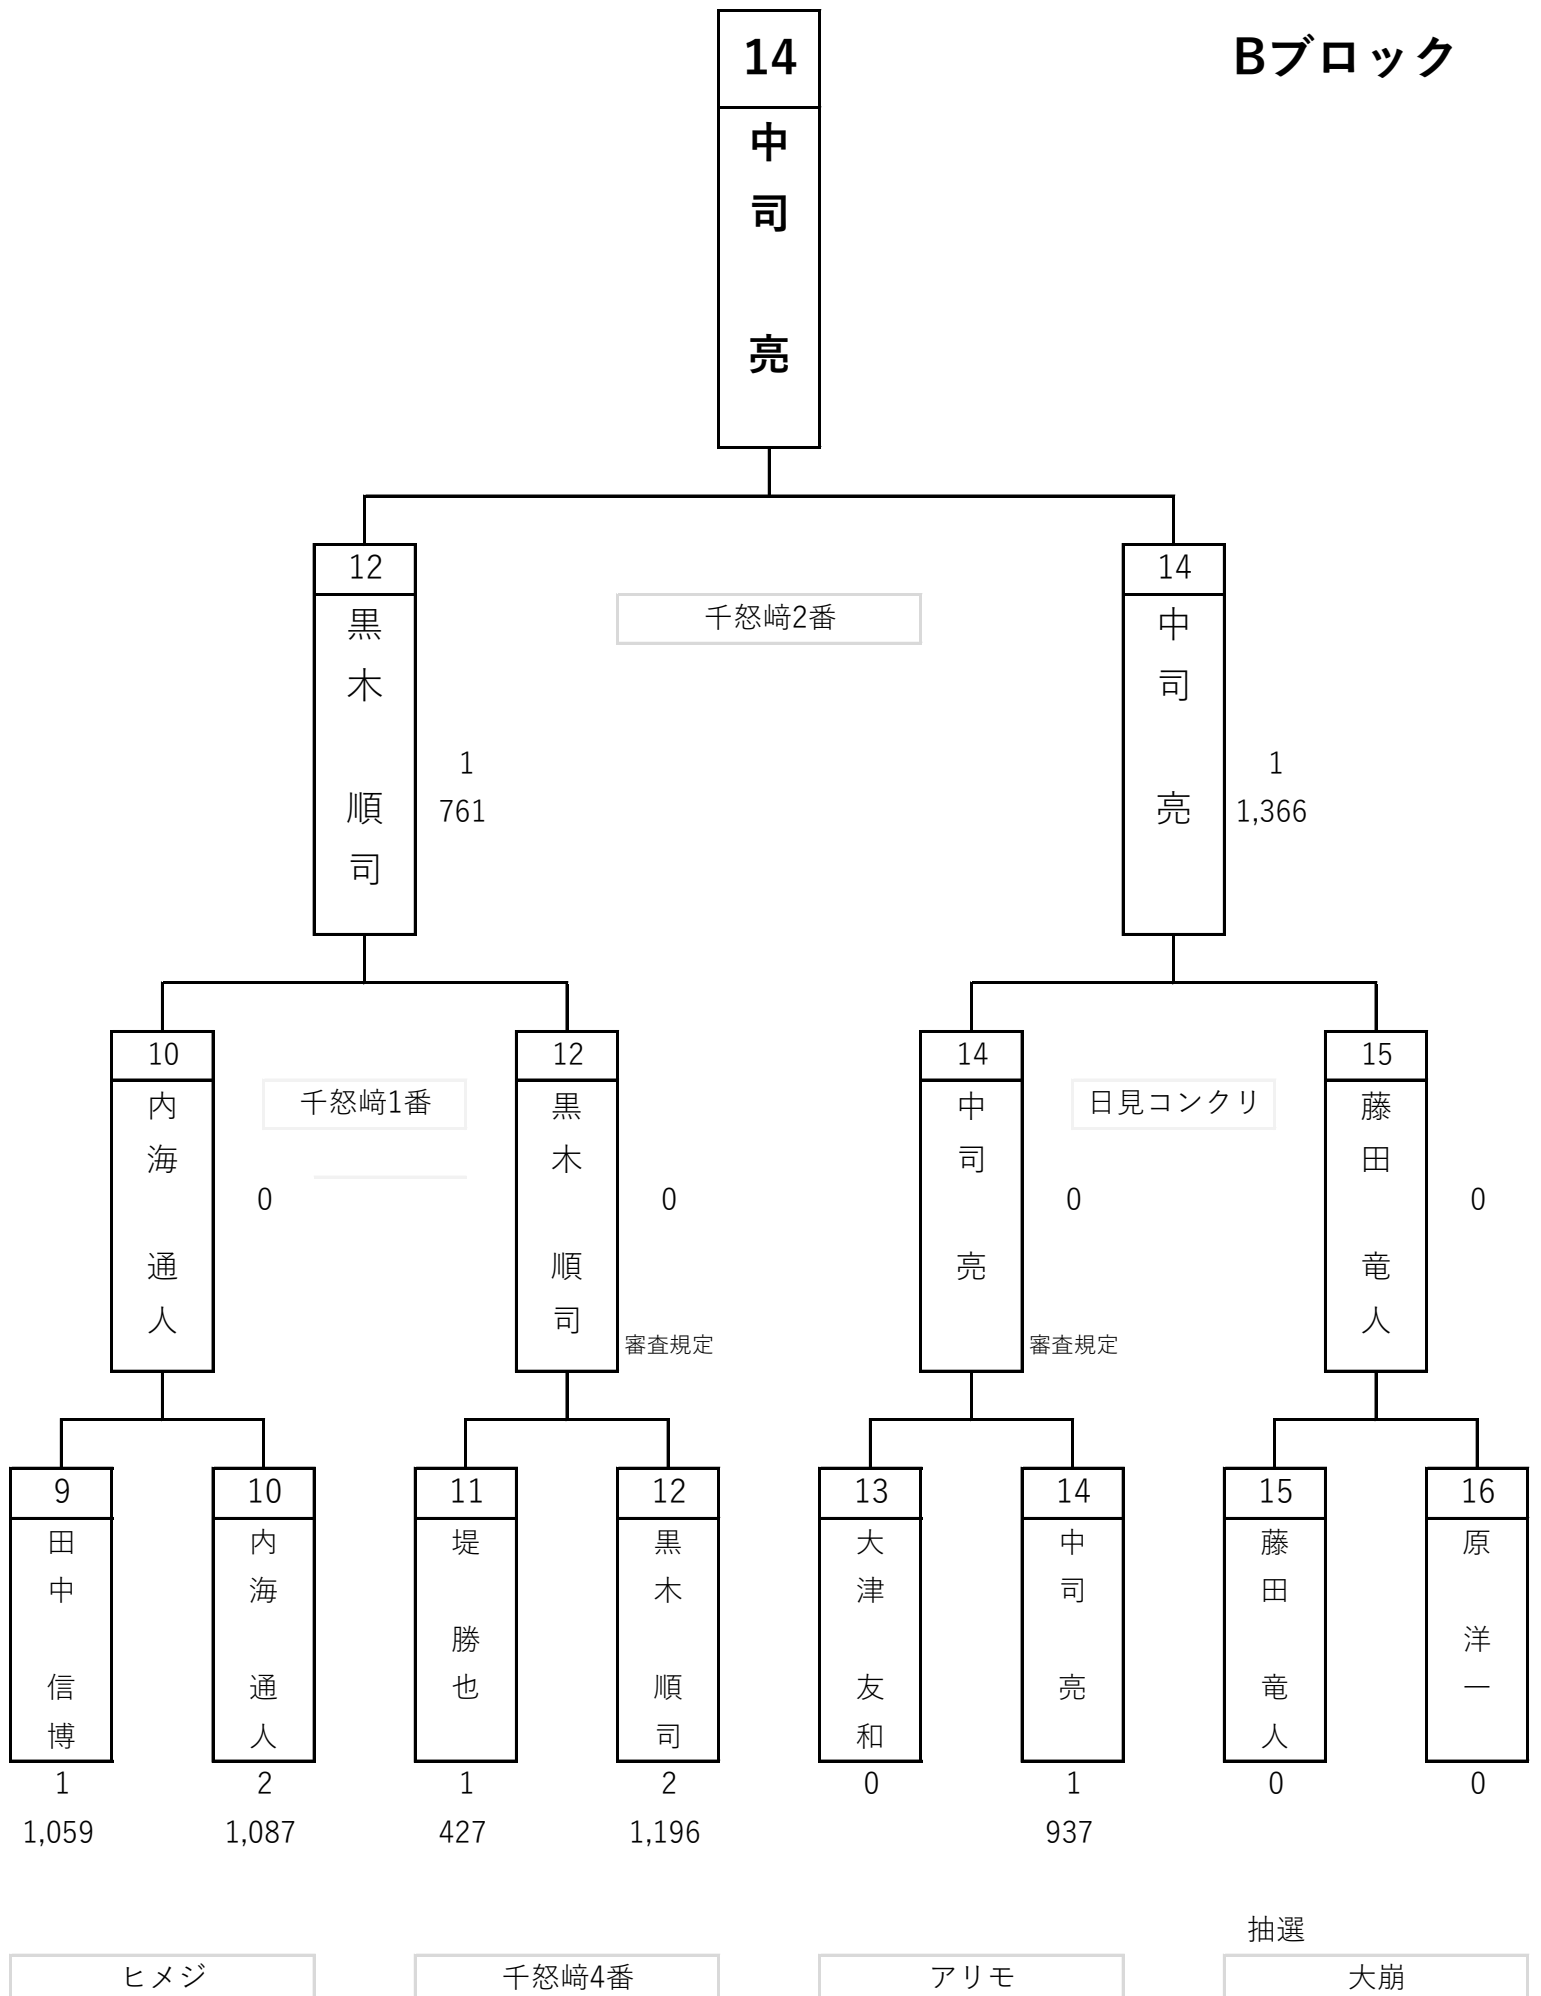 Bブロック
14
中司 亮
12
黒木 順司
1
761
千怒﨑2番
14
中司 亮
1
1,366
10
内海 通人
0
千怒﨑1番
12
黒木 順司
0
審査規定
14
中司 亮
0
審査規定
日見コンクリ
15
藤田 竜人
0
9
田中 信博
1
1,059
10
内海 通人
2
1,087
11
堤 勝也
1
427
12
黒木 順司
2
1,196
13
大津 友和
0
14
中司 亮
1
937
15
藤田 竜人
0
16
原 洋一
0
抽選
ヒメジ
千怒﨑4番
アリモ
大崩